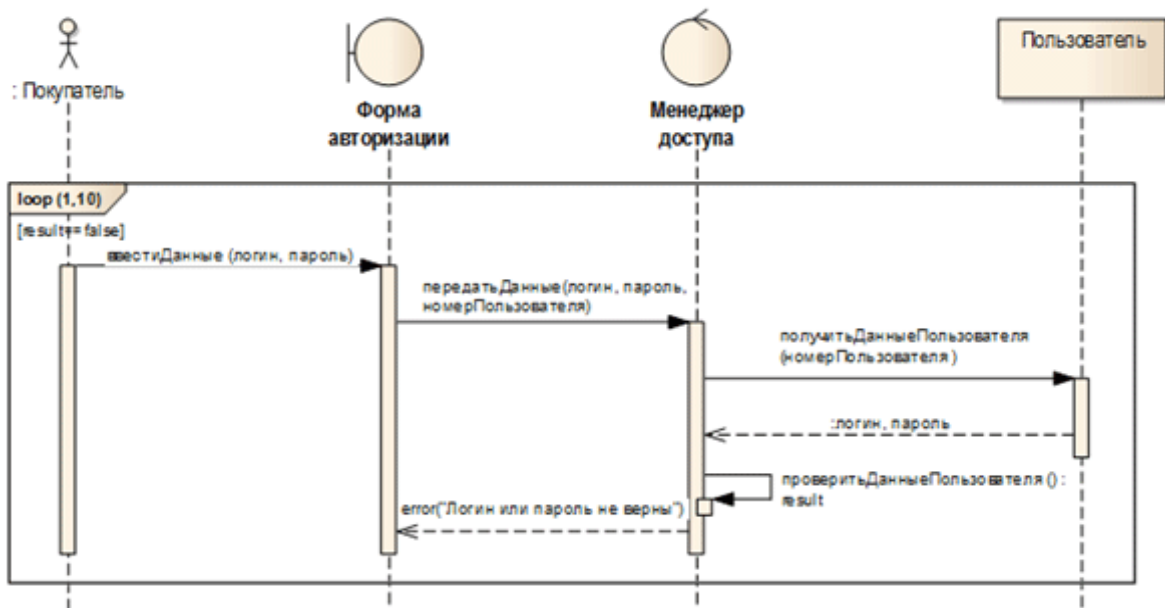 Пользователь
: Покупатель
Форма
авторизации
Менеджер
доступа
loop (1,10)
[result== false]
ввестиДанные (логин, пароль)
передатьДанные(логин, пароль,
номерПользователя)
получитьДанныеПользователя
(номерПользователя )
:логин, пароль
проверитьДанныеПользователя () :
result
error("Логин или пароль не верны")